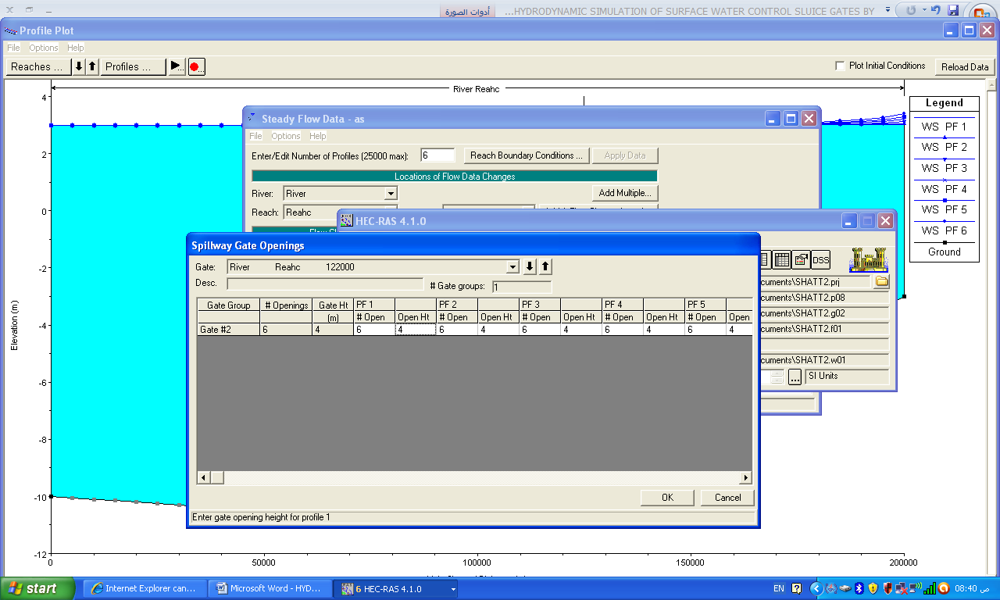 أدوات الصورة
...HYDRODYNAMIC SIMULATION OF SURFACE WATER CONTROL SLUICE GATES BY
Profile Plot
File Options Help
Reaches ... Profiles ... Plot Initial Conditions Reload Data
River Reahc
Legend
WS PF 1
WS PF 2
WS PF 3
WS PF 4
WS PF 5
WS PF 6
Ground
Elevation (m)
4
2
0
-2
-4
-6
-8
-10
-12
0 50000 100000 150000 200000
Steady Flow Data - as
File Options Help
Enter/Edit Number of Profiles (25000 max): 6 Reach Boundary Conditions ... Apply Data
Locations of Flow Data Changes
River: River Add Multiple...
Reach: Reahc
HEC-RAS 4.1.0
DSS
cuments\SHATT2.prj
cuments\SHATT2.p08
cuments\SHATT2.g02
cuments\SHATT2.f01
cuments\SHATT2.w01
... SI Units
Spillway Gate Openings
Gate: River Reahc 122000
Desc # Gate groups: 1
Gate Group # Openings Gate Ht PF 1 PF 2 PF 3 PF 4 PF 5
(m) # Open Open Ht # Open Open Ht # Open Open Ht # Open Open Ht # Open Open
Gate #2 6 4 6 4 6 4 6 4 6 4 6 4
OK Cancel
Enter gate opening height for profile 1
start Internet Explorer can... Microsoft Word - HYD... 6 HEC-RAS 4.1.0 EN 08:40 ص